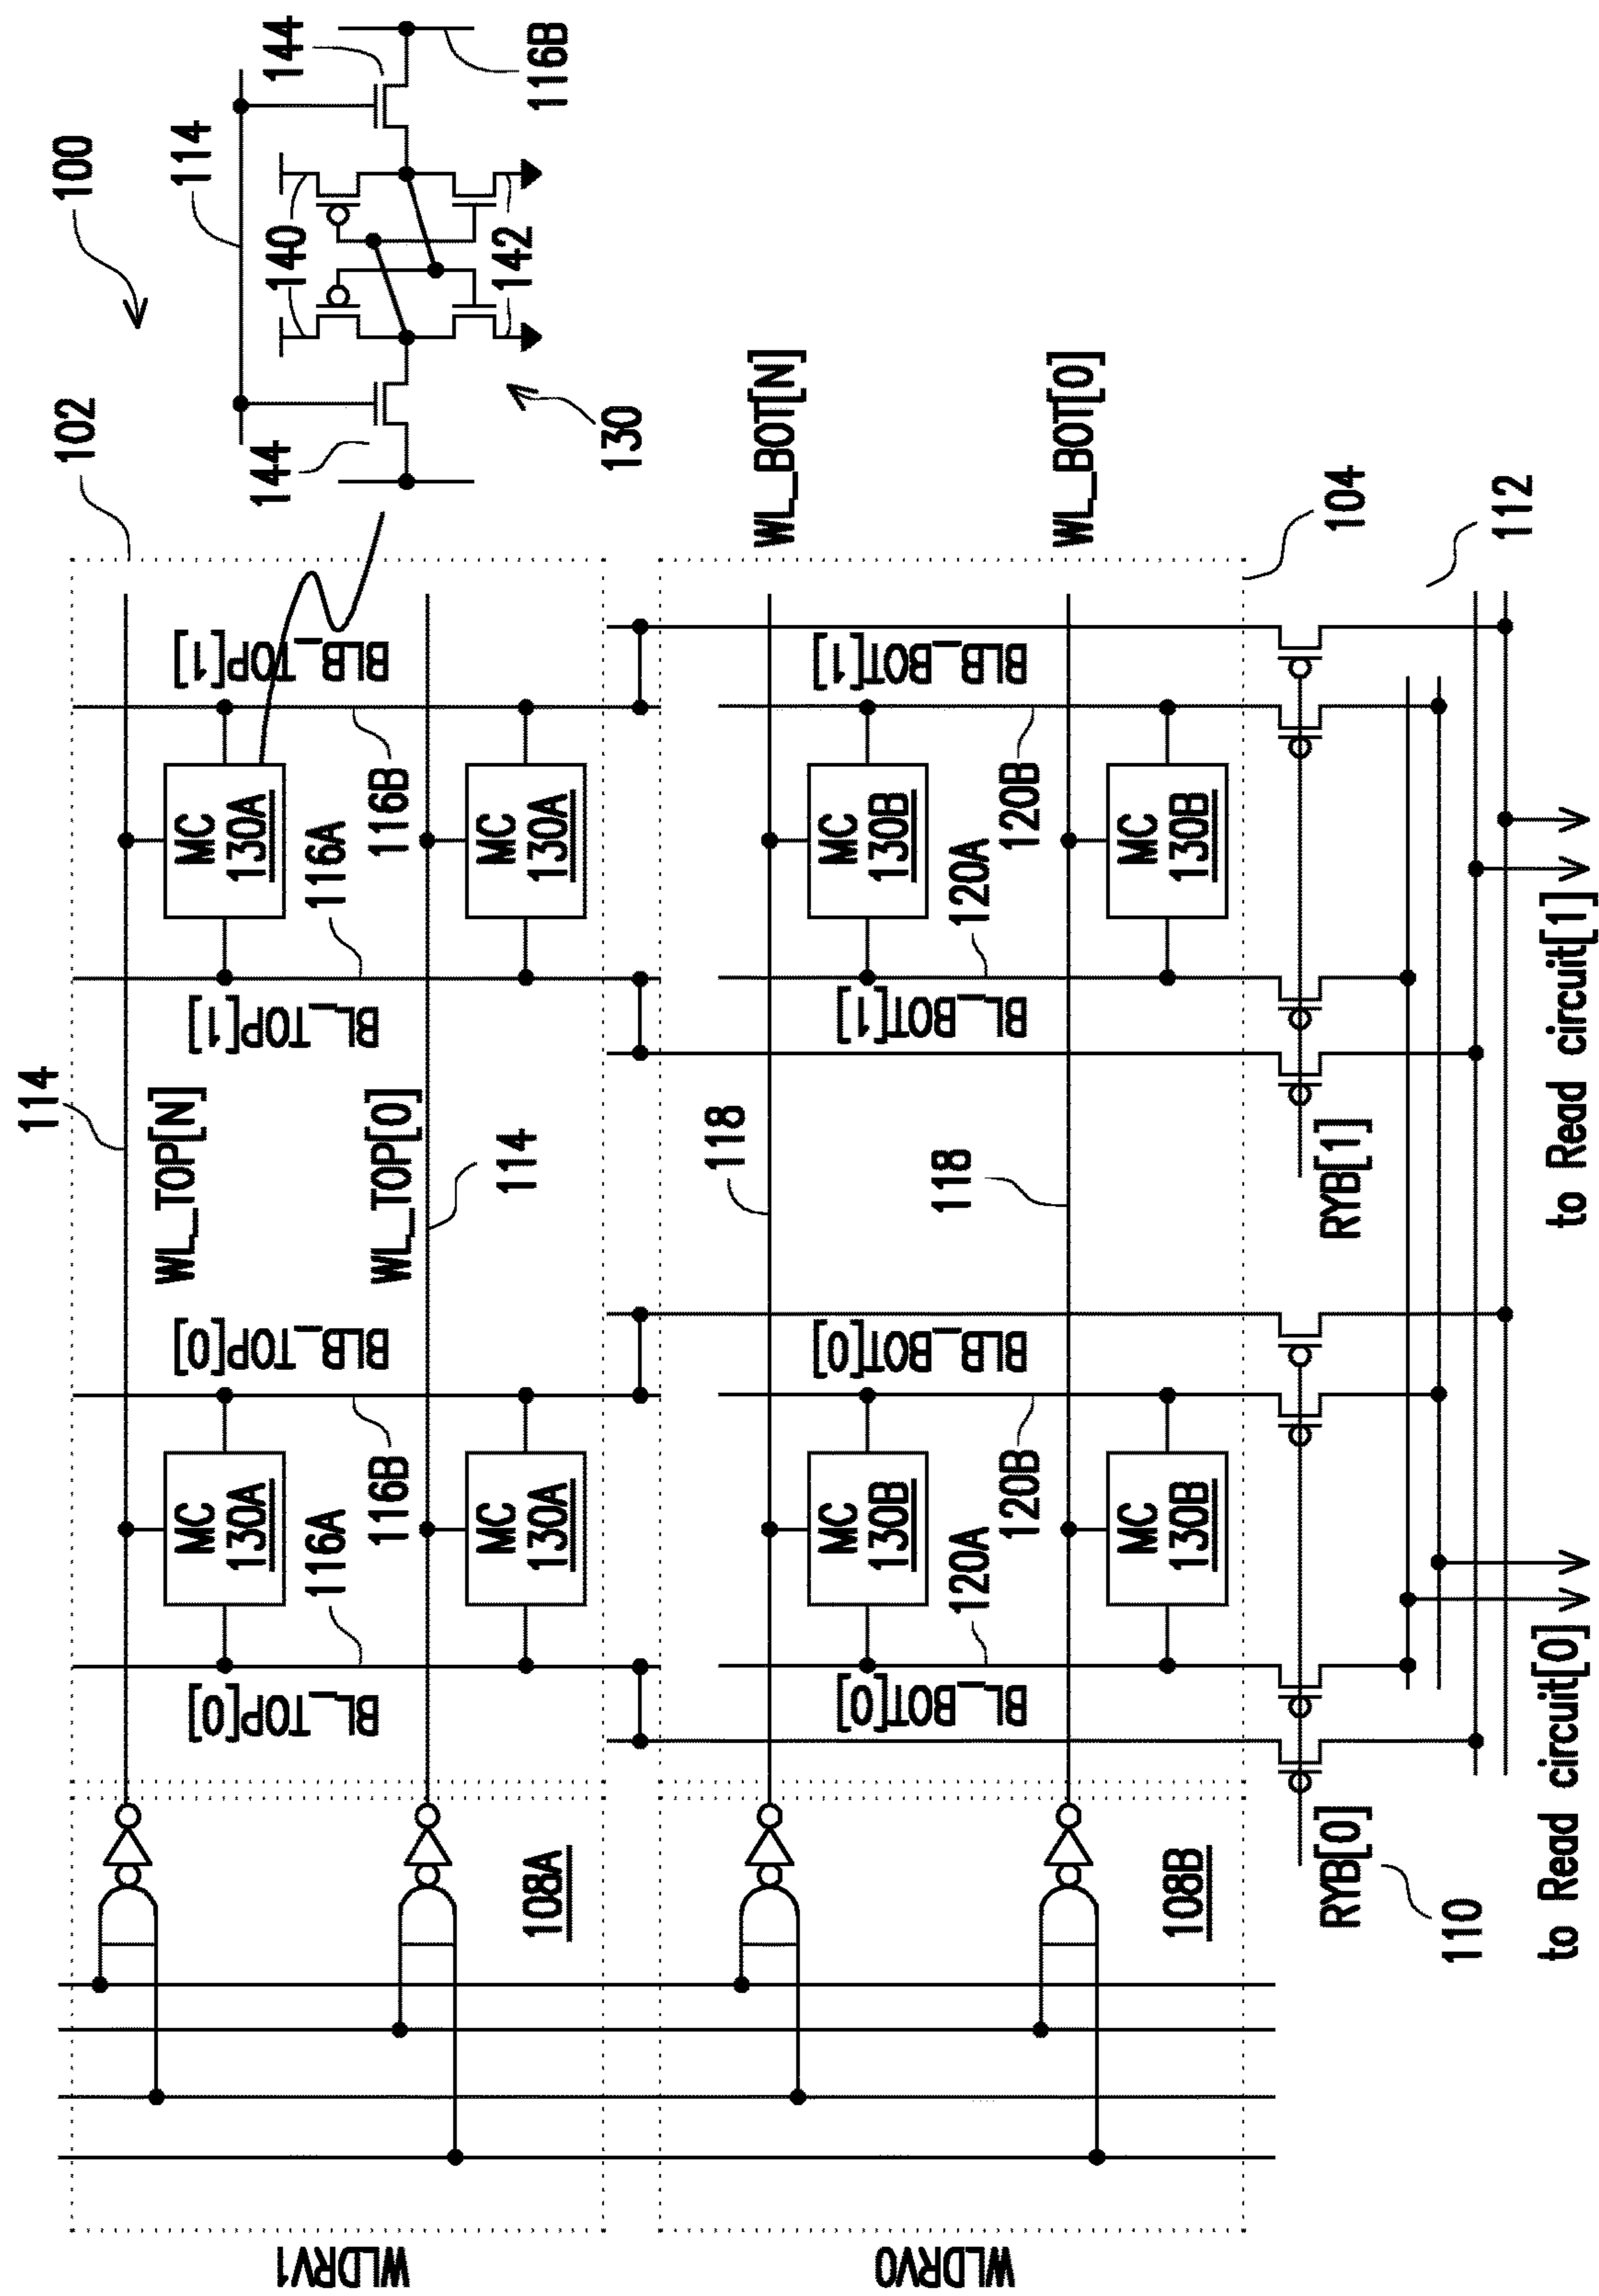 100
102
114
144
144
140
142
116B
130
114
WL_TOP[N]
WL_TOP[0]
114
BL_TOP[0]
BLB_TOP[0]
BL_TOP[1]
BLB_TOP[1]
MC
130A
MC
130A
MC
130A
MC
130A
116A
116B
116A
116B
108A
WLDRV1
WL_BOT[N]
WL_BOT[0]
118
118
BL_BOT[0]
BLB_BOT[0]
BL_BOT[1]
BLB_BOT[1]
MC
130B
MC
130B
MC
130B
MC
130B
120A
120B
120A
120B
108B
WLDRV0
104
112
RYB[0]
RYB[1]
110
to Read circuit[0]
to Read circuit[1]